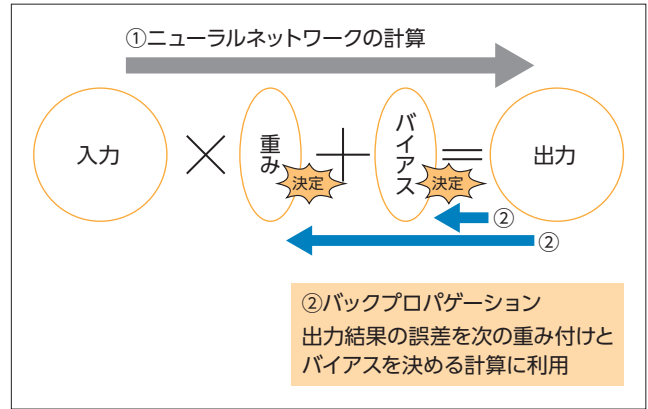 ①ニューラルネットワークの計算
入力
×
重み
決定
＋
バイアス
決定
＝
出力
②
②
②バックプロパゲーション
出力結果の誤差を次の重み付けと
バイアスを決める計算に利用